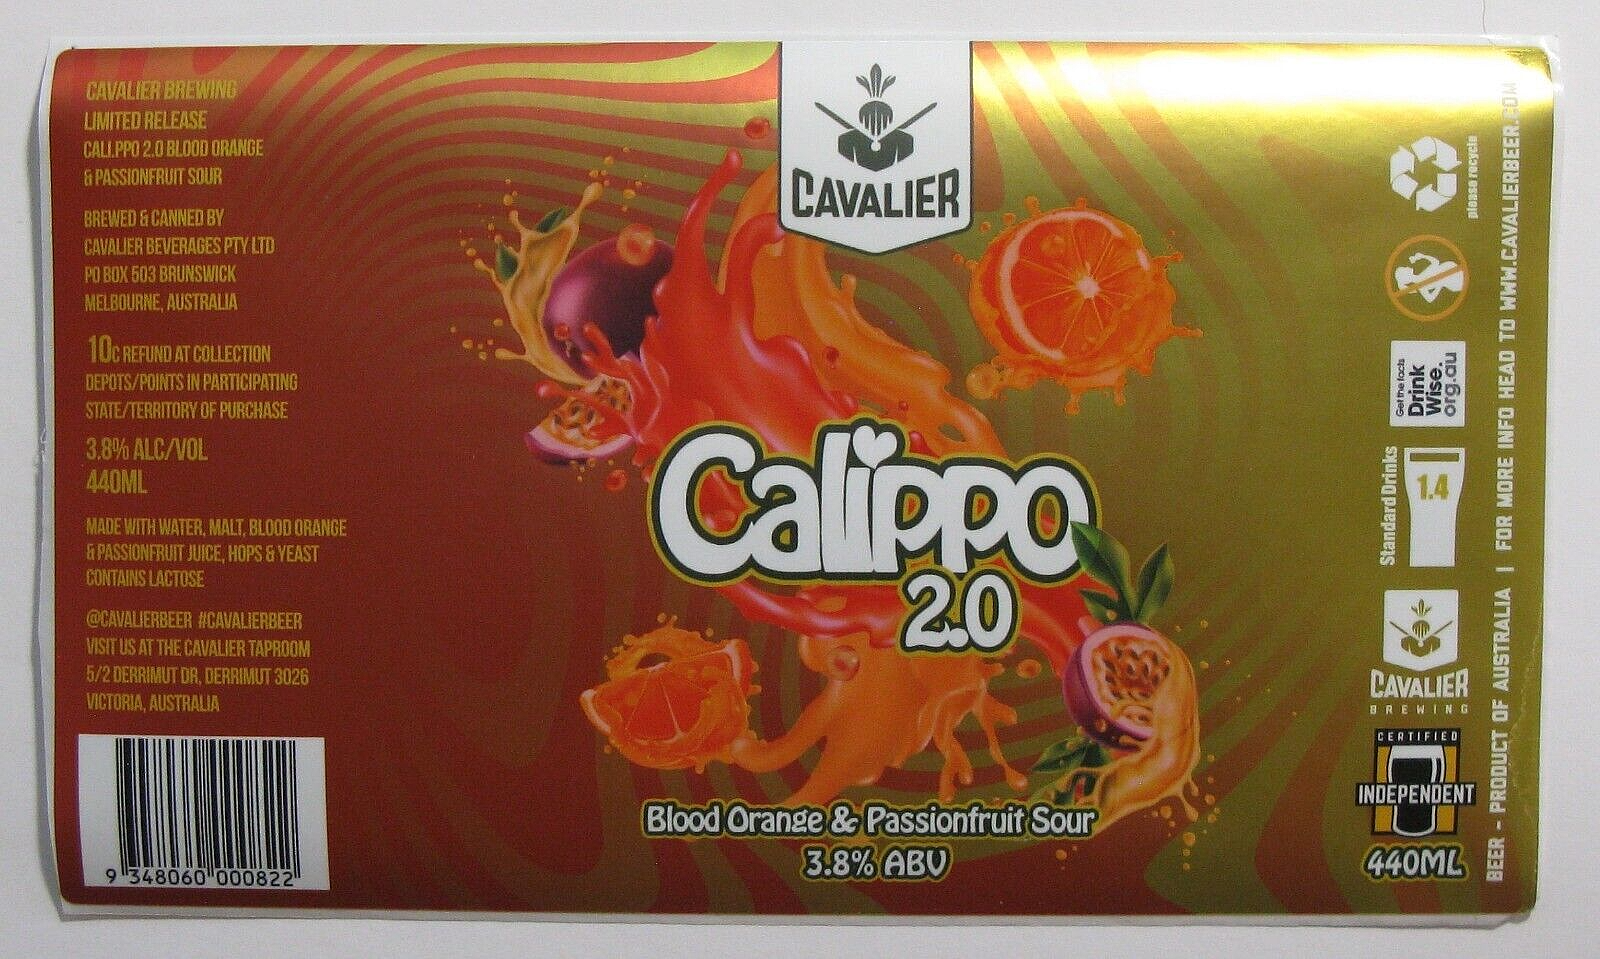 CAVALIER BREWING
LIMITED RELEASE
CALI.PPO 2.0 BLOOD ORANGE
& PASSIONFRUIT SOUR
BREWED & CANNED BY
CAVALIER BEVERAGES PTY LTD
PO BOX 503 BRUNSWICK
MELBOURNE, AUSTRALIA
10C REFUND AT COLLECTION
DEPOTS/POINTS IN PARTICIPATING
STATE/TERRITORY OF PURCHASE
3.8% ALC/VOL
440ML
MADE WITH WATER, MALT, BLOOD ORANGE
& PASSIONFRUIT JUICE, HOPS & YEAST
CONTAINS LACTOSE
@CAVALIERBEER #CAVALIERBEER
VISIT US AT THE CAVALIER TAPROOM
5/2 DERRIMUT DR, DERRIMUT 3026
VICTORIA, AUSTRALIA
9 348060 000822
CAVALIER
Calippo
2.0
Blood Orange & Passionfruit Sour
3.8% ABV
please recycle
Get the facts
Drink
Wise.
org.au
Standard Drinks
1.4
CAVALIER
BREWING
CERTIFIED
INDEPENDENT
440ML
BEER - PRODUCT OF AUSTRALIA | FOR MORE INFO HEAD TO WWW.CAVALIERBEER.COM